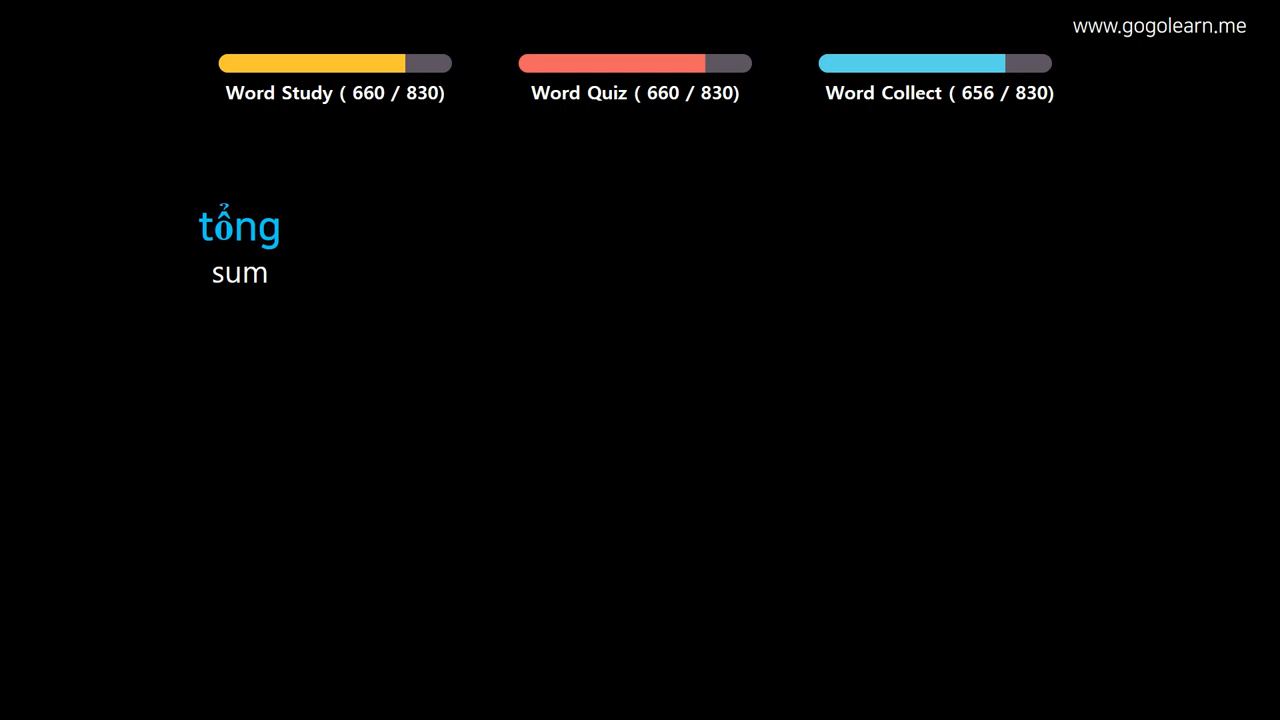 www.gogolearn.me
Word Study ( 660 / 830)
Word Quiz ( 660 / 830)
Word Collect ( 656 / 830)
tổng
sum